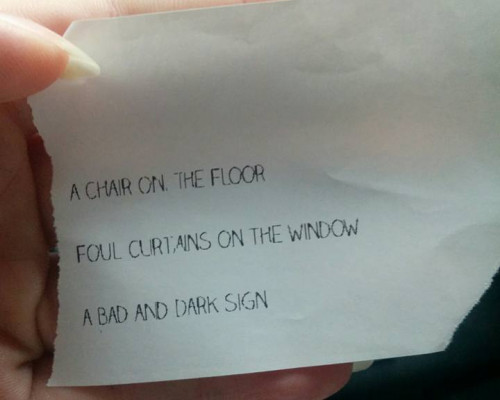 A CHAIR ON. THE FLOOR
FOUL CURTAINS ON THE WINDOW
A BAD AND DARK SIGN